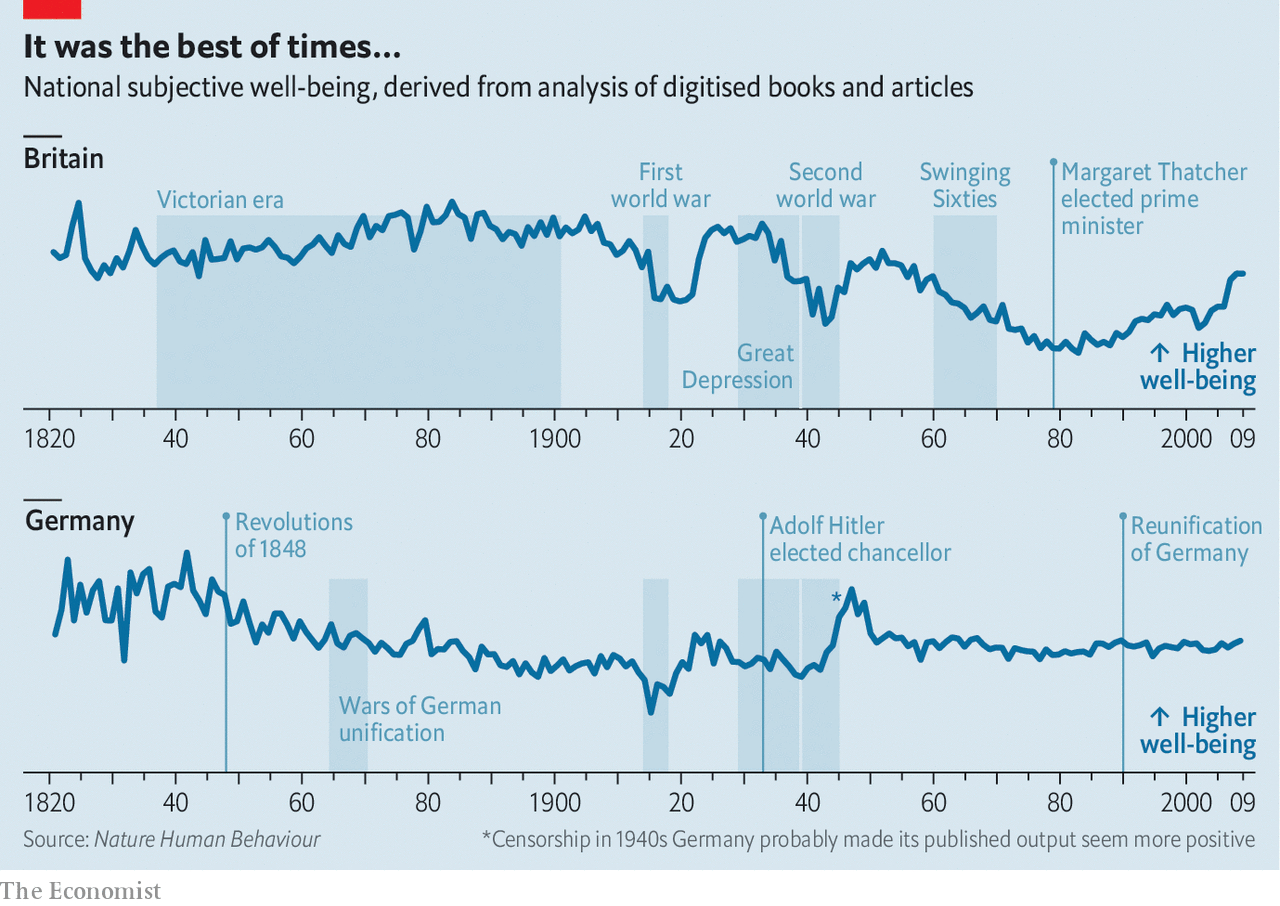 It was the best of times...
National subjective well-being, derived from analysis of digitised books and articles
Britain
Victorian era
First
world war
Second
world war
Swinging
Sixties
Margaret Thatcher
elected prime
minister
Great
Depression
↑ Higher
well-being
1820 40 60 80 1900 20 40 60 80 2000 09
Germany
Revolutions
of 1848
Adolf Hitler
elected chancellor
Reunification
of Germany
*
Wars of German
unification
↑ Higher
well-being
1820 40 60 80 1900 20 40 60 80 2000 09
Source: Nature Human Behaviour
*Censorship in 1940s Germany probably made its published output seem more positive
The Economist